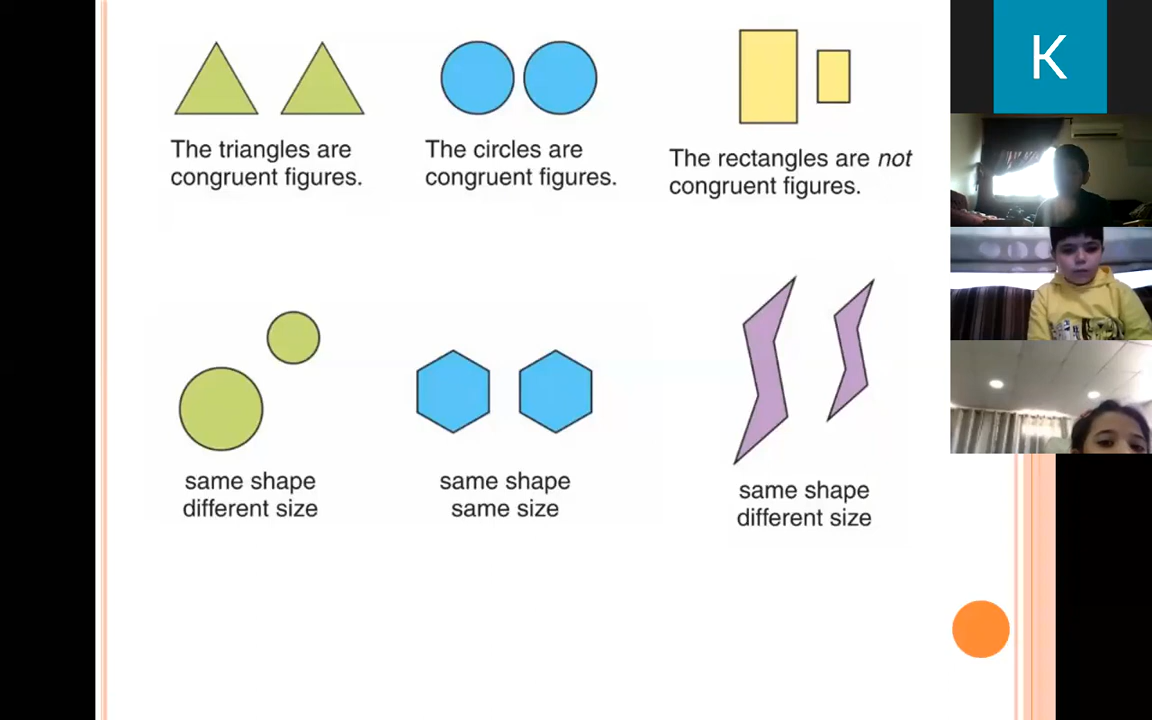 K
The triangles are
congruent figures.
The circles are
congruent figures.
The rectangles are not
congruent figures.
same shape
different size
same shape
same size
same shape
different size